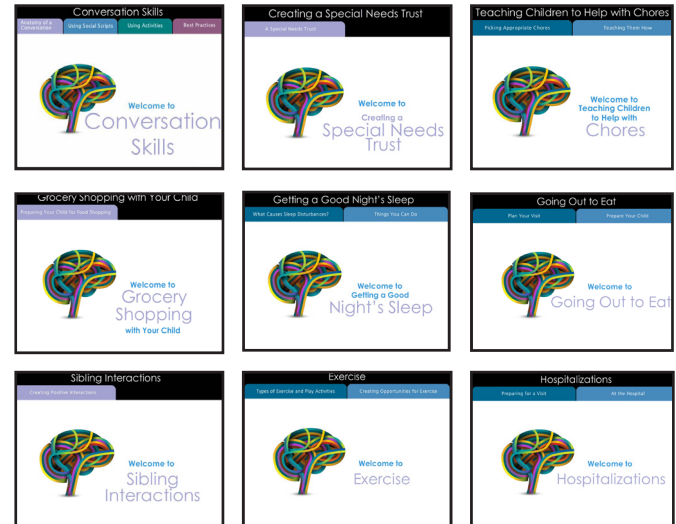 Conversation Skills
Anatomy of a
Conversation
Using Social Scripts
Using Activities
Best Practices
Welcome to
Conversation
Skills
Creating a Special Needs Trust
A Special Needs Trust
Welcome to
Creating a
Special Needs
Trust
Teaching Children to Help with Chores
Picking Appropriate Chores
Teaching Them How
Welcome to
Teaching Children
to Help with
Chores
Grocery Shopping with Your Child
Preparing Your Child for Food Shopping
Welcome to
Grocery
Shopping
with Your Child
Getting a Good Night's Sleep
What Causes Sleep Disturbances?
Things You Can Do
Welcome to
Getting a Good
Night's Sleep
Going Out to Eat
Plan Your Visit
Prepare Your Child
Welcome to
Going Out to Eat
Sibling Interactions
Creating Positive Interactions
Welcome to
Sibling
Interactions
Exercise
Types of Exercise and Play Activities
Creating Opportunities for Exercise
Welcome to
Exercise
Hospitalizations
Preparing for a Visit
At the Hospital
Welcome to
Hospitalizations